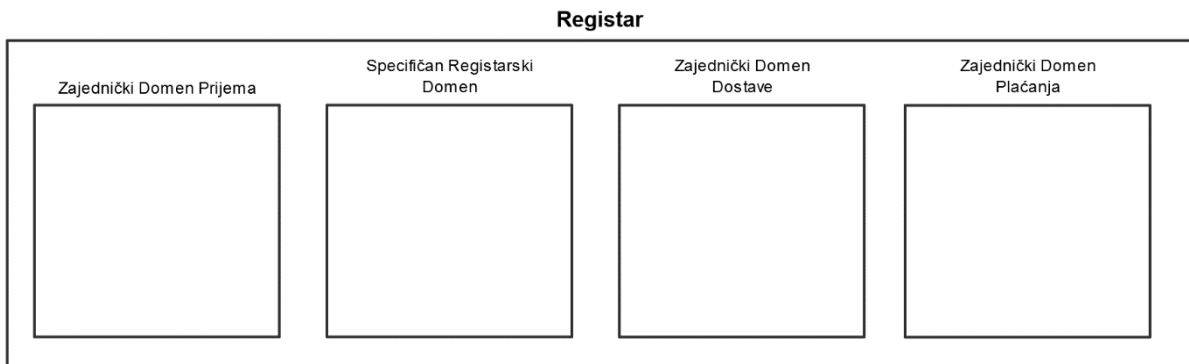 Registar
Zajednički Domen Prijema
Specifičan Registarski
Domen
Zajednički Domen
Dostave
Zajednički Domen
Plaćanja